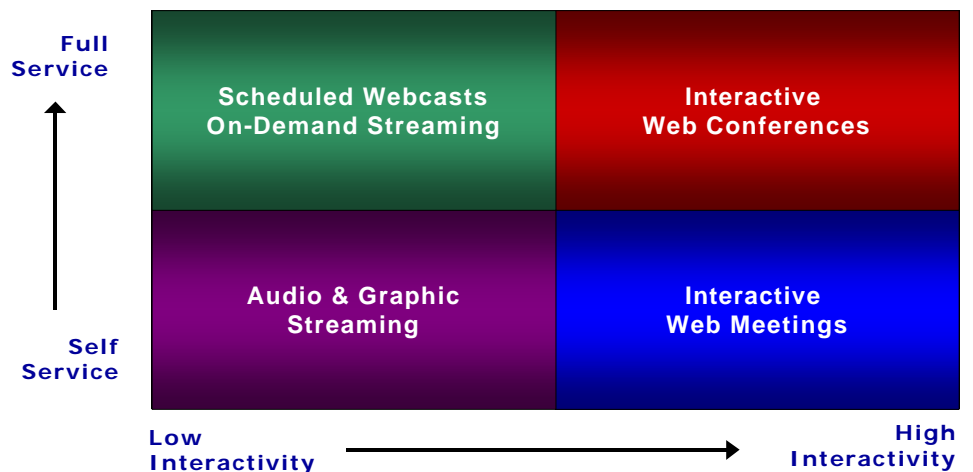 Full
Service
Scheduled Webcasts
On-Demand Streaming
Interactive
Web Conferences
Audio & Graphic
Streaming
Interactive
Web Meetings
Self
Service
Low
Interactivity
High
Interactivity